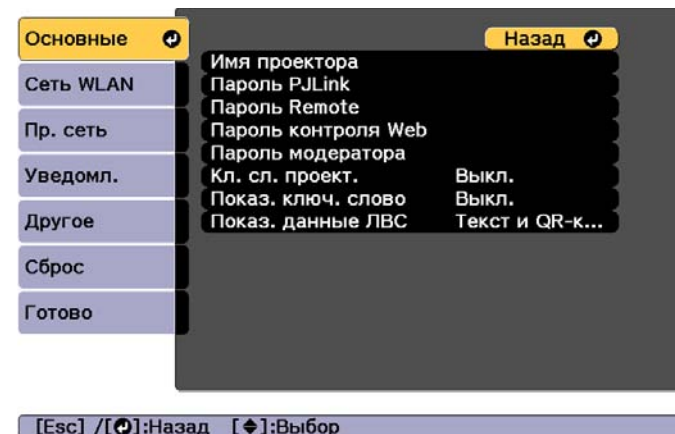 Основные
Сеть WLAN
Пр. сеть
Уведомл.
Другое
Сброс
Готово
Назад
Имя проектора
Пароль PJLink
Пароль Remote
Пароль контроля Web
Пароль модератора
Кл. сл. проект. Выкл.
Показ. ключ. слово Выкл.
Показ. данные ЛВС Текст и QR-к...
[Esc] /[⏎]:Назад [◆]:Выбор